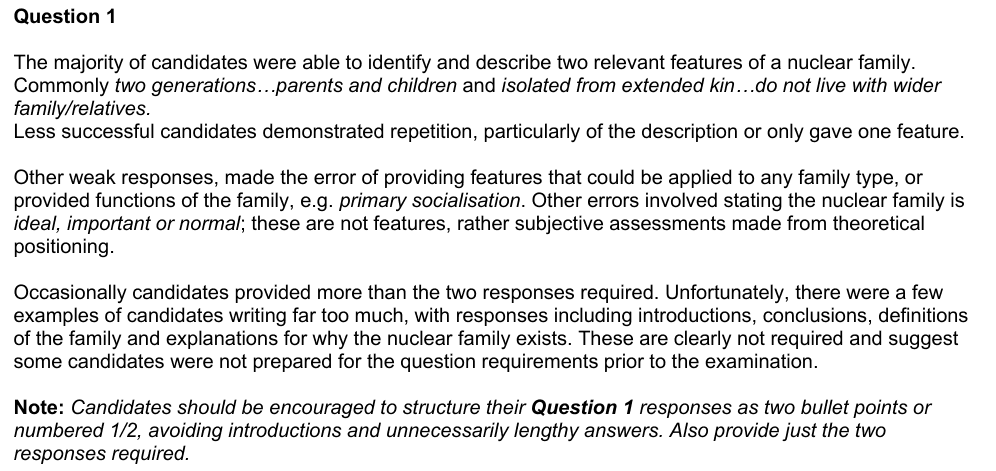 Question 1
The majority of candidates were able to identify and describe two relevant features of a nuclear family.
Commonly two generations…parents and children and isolated from extended kin…do not live with wider
family/relatives.
Less successful candidates demonstrated repetition, particularly of the description or only gave one feature.
Other weak responses, made the error of providing features that could be applied to any family type, or
provided functions of the family, e.g. primary socialisation. Other errors involved stating the nuclear family is
ideal, important or normal; these are not features, rather subjective assessments made from theoretical
positioning.
Occasionally candidates provided more than the two responses required. Unfortunately, there were a few
examples of candidates writing far too much, with responses including introductions, conclusions, definitions
of the family and explanations for why the nuclear family exists. These are clearly not required and suggest
some candidates were not prepared for the question requirements prior to the examination.
Note: Candidates should be encouraged to structure their Question 1 responses as two bullet points or
numbered 1/2, avoiding introductions and unnecessarily lengthy answers. Also provide just the two
responses required.